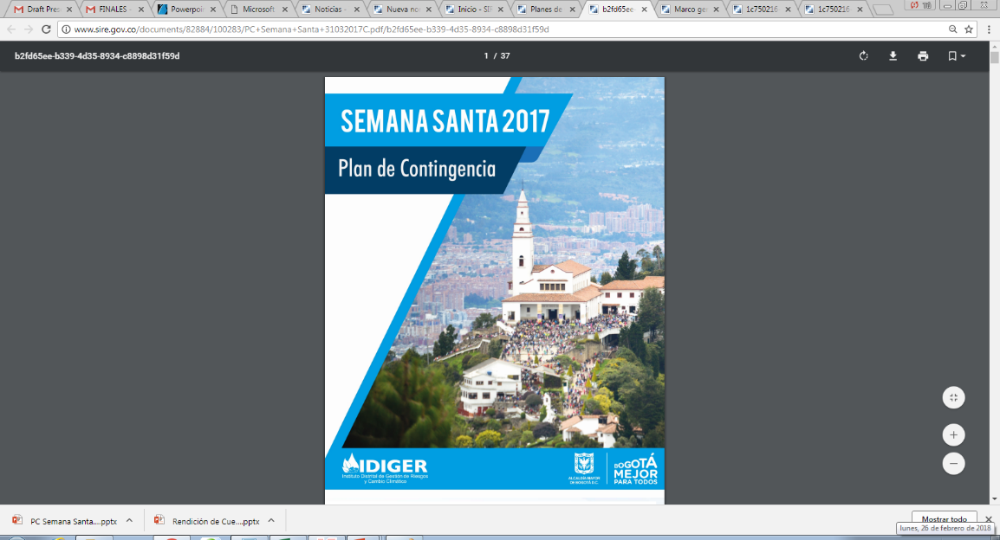 Draft Pres
FINALES -
Powerpoin
Microsoft
Noticias -
Nueva no
Inicio - SI
Planes de
b2fd65ee-
Marco ge
1c750216
1c750216
www.sire.gov.co/documents/82884/100283/PC+Semana+Santa+31032017C.pdf/b2fd65ee-b339-4d35-8934-c8898d31f59d
b2fd65ee-b339-4d35-8934-c8898d31f59d
1 / 37
SEMANA SANTA 2017
Plan de Contingencia
IDIGER
Instituto Distrital de Gestión de Riesgos
y Cambio Climático
ALCALDÍA MAYOR
DE BOGOTÁ D.C.
BOGOTÁ
MEJOR
PARA TODOS
PC Semana Santa....pptx
Rendición de Cue....pptx
Mostrar todo
lunes, 26 de febrero de 2018